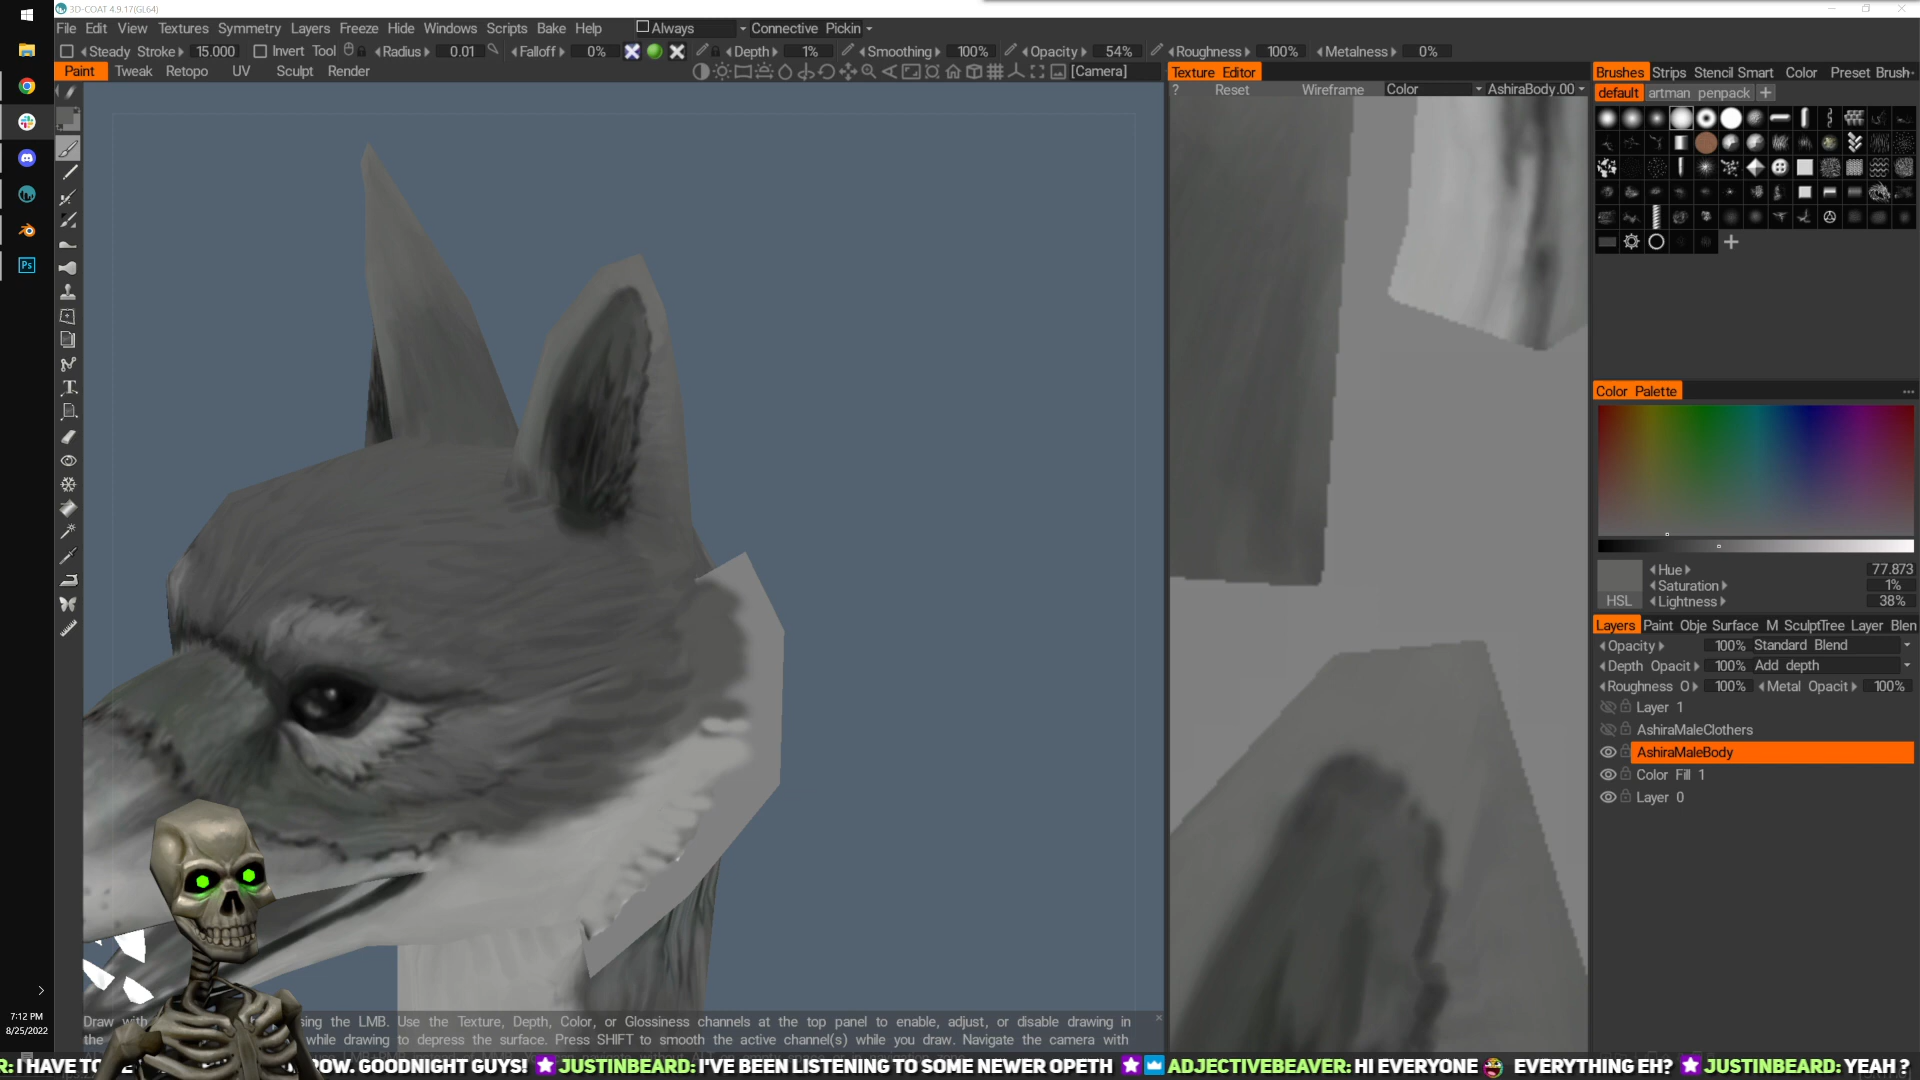 3D-COAT 4.9.17(GL64)
File Edit View Textures Symmetry Layers Freeze Hide Windows Scripts Bake Help Always Connective Pickin
Steady Stroke 15.000 Invert Tool Radius 0.01 Falloff 0% Depth 1% Smoothing 100% Opacity 54% Roughness 100% Metalness 0%
Paint Tweak Retopo UV Sculpt Render [Camera]
Texture Editor
? Reset Wireframe Color AshiraBody.00
Brushes Strips Stencil Smart Color Preset Brush
default artman penpack +
Color Palette
Hue 77.873
Saturation 1%
HSL Lightness 38%
Layers Paint Obje Surface M SculptTree Layer Blen
Opacity 100% Standard Blend
Depth Opacit 100% Add depth
Roughness O 100% Metal Opacit 100%
Layer 1
AshiraMaleClothers
AshiraMaleBody
Color Fill 1
Layer 0
Ps
7:12 PM
8/25/2022
Draw with sing the LMB. Use the Texture, Depth, Color, or Glossiness channels at the top panel to enable, adjust, or disable drawing in
the while drawing to depress the surface. Press SHIFT to smooth the active channel(s) while you draw. Navigate the camera with
R: I HAVE TO POW. GOODNIGHT GUYS! JUSTINBEARD: I'VE BEEN LISTENING TO SOME NEWER OPETH ADJECTIVEBEAVER: HI EVERYONE EVERYTHING EH? JUSTINBEARD: YEAH ?